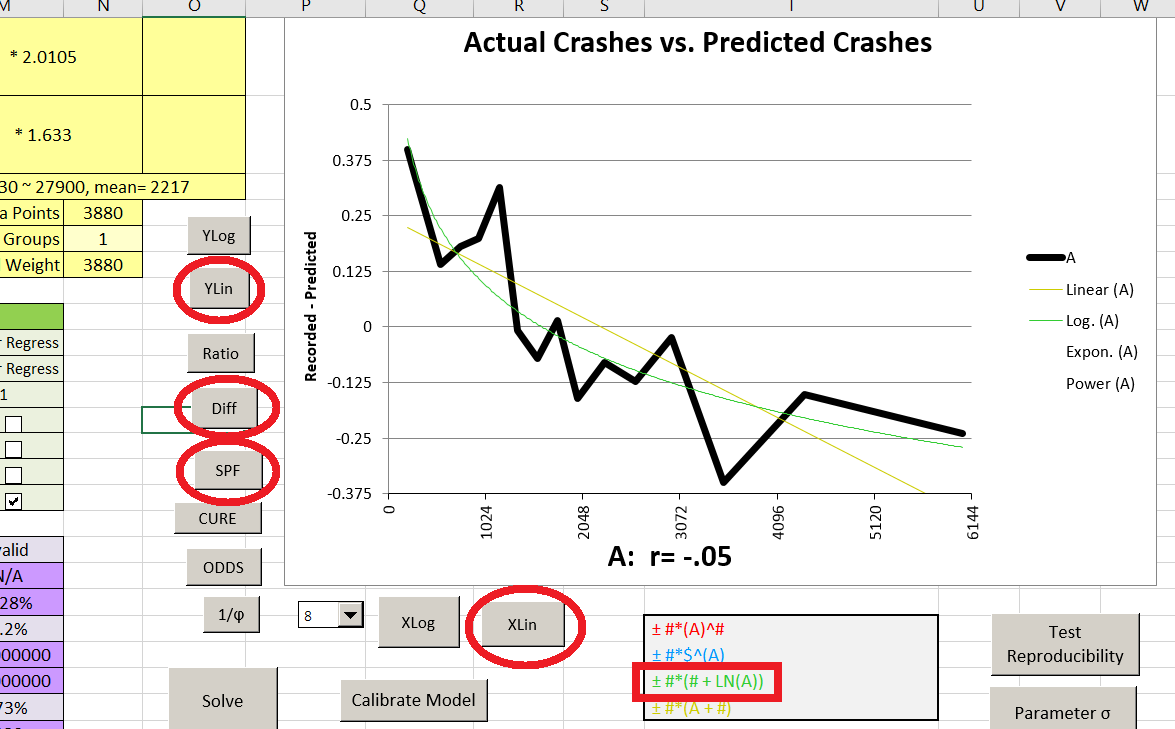 M N O P Q R S T U V W
* 2.0105
* 1.633
30 ~ 27900, mean= 2217
a Points 3880
Groups 1
Weight 3880
r Regress
r Regress
1
alid
N/A
28%
.2%
000000
000000
73%
YLog
YLin
Ratio
Diff
SPF
CURE
ODDS
1/φ
Solve
Actual Crashes vs. Predicted Crashes
Recorded - Predicted
0.5
0.375
0.25
0.125
0
-0.125
-0.25
-0.375
0 1024 2048 3072 4096 5120 6144
A: r= -.05
A
Linear (A)
Log. (A)
Expon. (A)
Power (A)
8
XLog
XLin
Calibrate Model
± #*(A)^#
± #*$^(A)
± #*(# + LN(A))
± #*(A + #)
Test
Reproducibility
Parameter σ